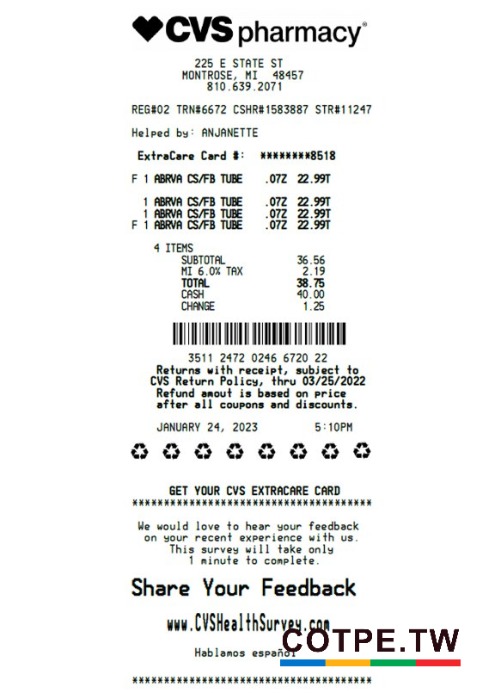 CVS pharmacy®
225 E STATE ST
MONTROSE, MI 48457
810.639.2071
REG#02 TRN#6672 CSHR#1583887 STR#11247
Helped by: ANJANETTE
ExtraCare Card #: ********8518
F 1 ABRVA CS/FB TUBE .07Z 22.99T
1 ABRVA CS/FB TUBE .07Z 22.99T
1 ABRVA CS/FB TUBE .07Z 22.99T
F 1 ABRVA CS/FB TUBE .07Z 22.99T
4 ITEMS
SUBTOTAL 36.56
MI 6.0% TAX 2.19
TOTAL 38.75
CASH 40.00
CHANGE 1.25
3511 2472 0246 6720 22
Returns with receipt, subject to
CVS Return Policy, thru 03/25/2022
Refund amout is based on price
after all coupons and discounts.
JANUARY 24, 2023 5:10PM
GET YOUR CVS EXTRACARE CARD
****************************************
We would love to hear your feedback
on your recent experience with us.
This survey will take only
1 minute to complete.
Share Your Feedback
www.CVSHealthSurvey.com
Hablamos español
COTPE.TW
****************************************